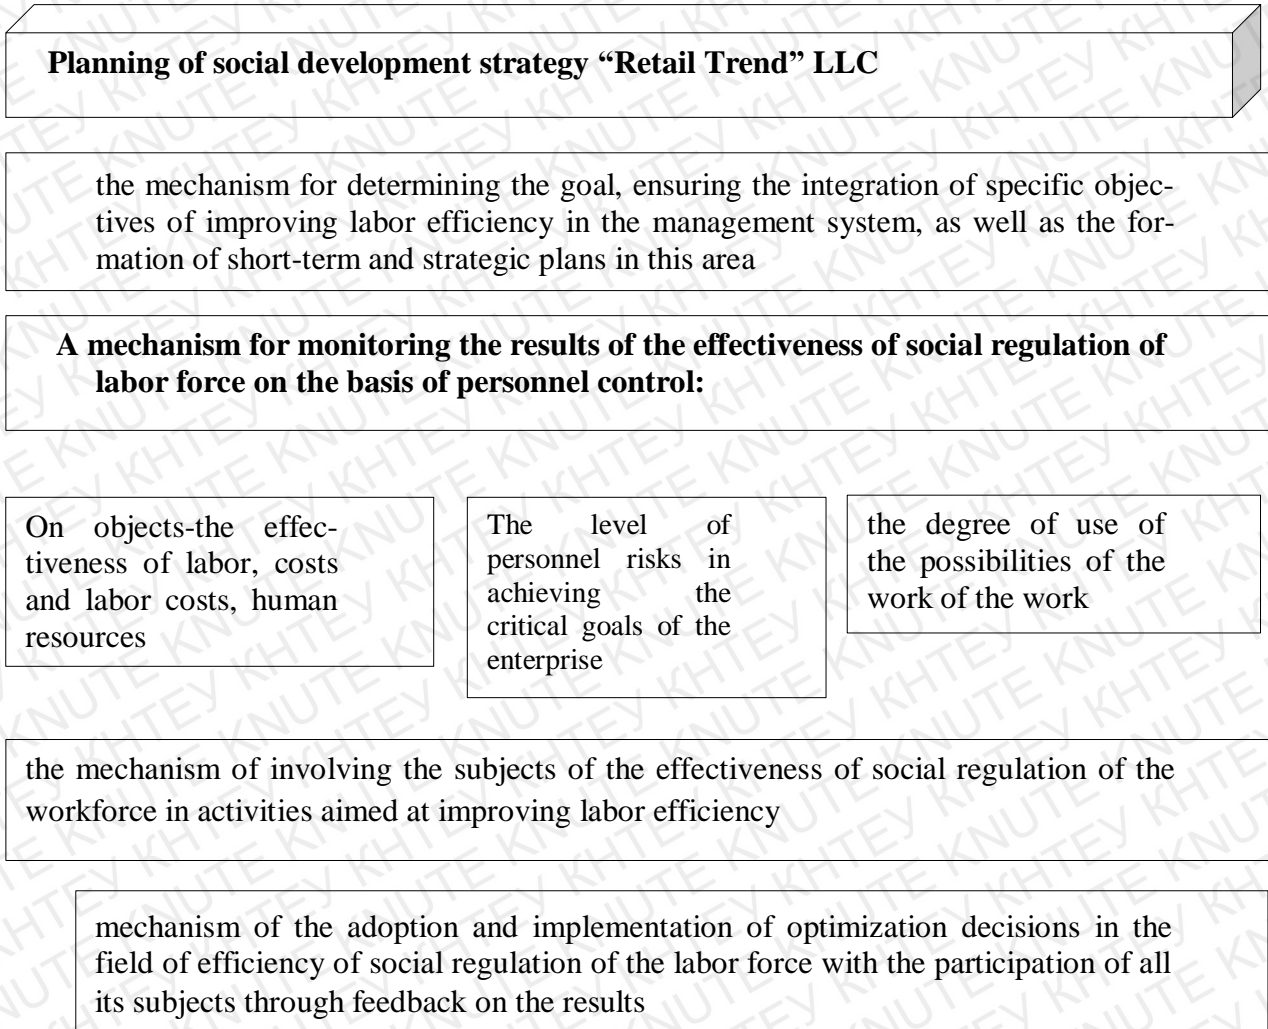 Planning of social development strategy “Retail Trend” LLC
the mechanism for determining the goal, ensuring the integration of specific objec-
tives of improving labor efficiency in the management system, as well as the for-
mation of short-term and strategic plans in this area
A mechanism for monitoring the results of the effectiveness of social regulation of
labor force on the basis of personnel control:
On objects-the effec-
tiveness of labor, costs
and labor costs, human
resources
The level of
personnel risks in
achieving the
critical goals of the
enterprise
the degree of use of
the possibilities of the
work of the work
the mechanism of involving the subjects of the effectiveness of social regulation of the
workforce in activities aimed at improving labor efficiency
mechanism of the adoption and implementation of optimization decisions in the
field of efficiency of social regulation of the labor force with the participation of all
its subjects through feedback on the results